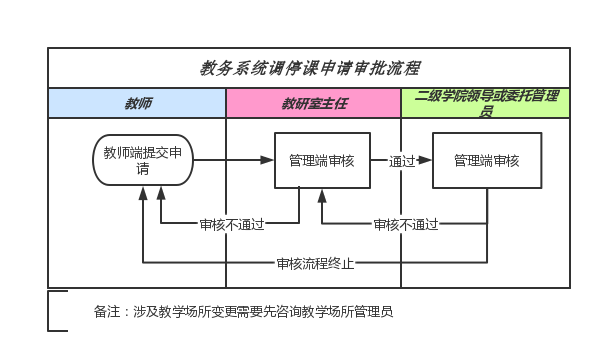 教务系统调停课申请审批流程
教师
教研室主任
二级学院领导或委托管理
员
教师端提交申
请
管理端审核
通过
管理端审核
审核不通过
审核不通过
审核流程终止
备注：涉及教学场所变更需要先咨询教学场所管理员